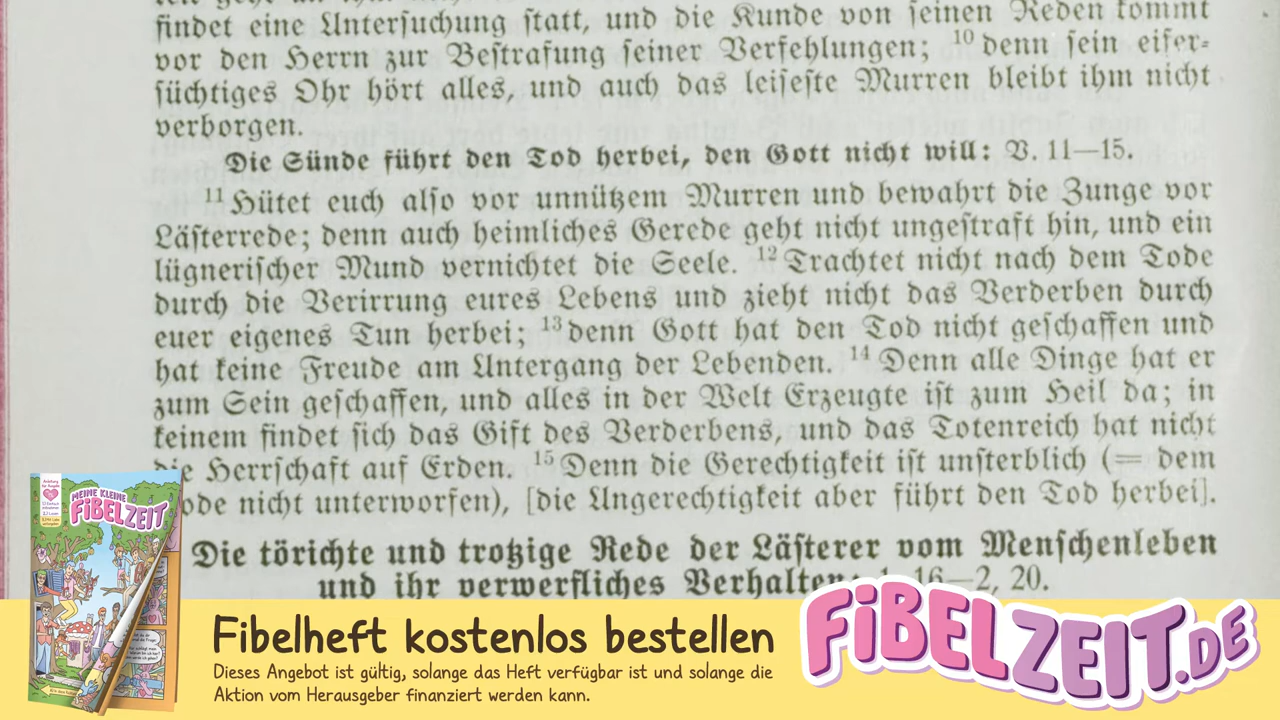 findet eine Untersuchung statt, und die Kunde von seinen Reden kommt
vor den Herrn zur Bestrafung seiner Verfehlungen; ¹⁰ denn sein eifer-
süchtiges Ohr hört alles, und auch das leiseste Murren bleibt ihm nicht
verborgen.
Die Sünde führt den Tod herbei, den Gott nicht will: V. 11—15.
¹¹ Hütet euch also vor unnützem Murren und bewahrt die Zunge vor
Lästerrede; denn auch heimliches Gerede geht nicht ungestraft hin, und ein
lügnerischer Mund vernichtet die Seele. ¹² Trachtet nicht nach dem Tode
durch die Verirrung eures Lebens und zieht nicht das Verderben durch
euer eigenes Tun herbei; ¹³ denn Gott hat den Tod nicht geschaffen und
hat keine Freude am Untergang der Lebenden. ¹⁴ Denn alle Dinge hat er
zum Sein geschaffen, und alles in der Welt Erzeugte ist zum Heil da; in
keinem findet sich das Gift des Verderbens, und das Totenreich hat nicht
die Herrschaft auf Erden. ¹⁵ Denn die Gerechtigkeit ist unsterblich (= dem
ode nicht unterworfen), [die Ungerechtigkeit aber führt den Tod herbei].
Die törichte und trotzige Rede der Lästerer vom Menschenleben
und ihr verwerfliches Verhalten: 1, 16—2, 20.
MEINE KLEINE
FIBELZEIT
Fibelheft kostenlos bestellen
Dieses Angebot ist gültig, solange das Heft verfügbar ist und solange die
Aktion vom Herausgeber finanziert werden kann.
FiBELZEIT.DE